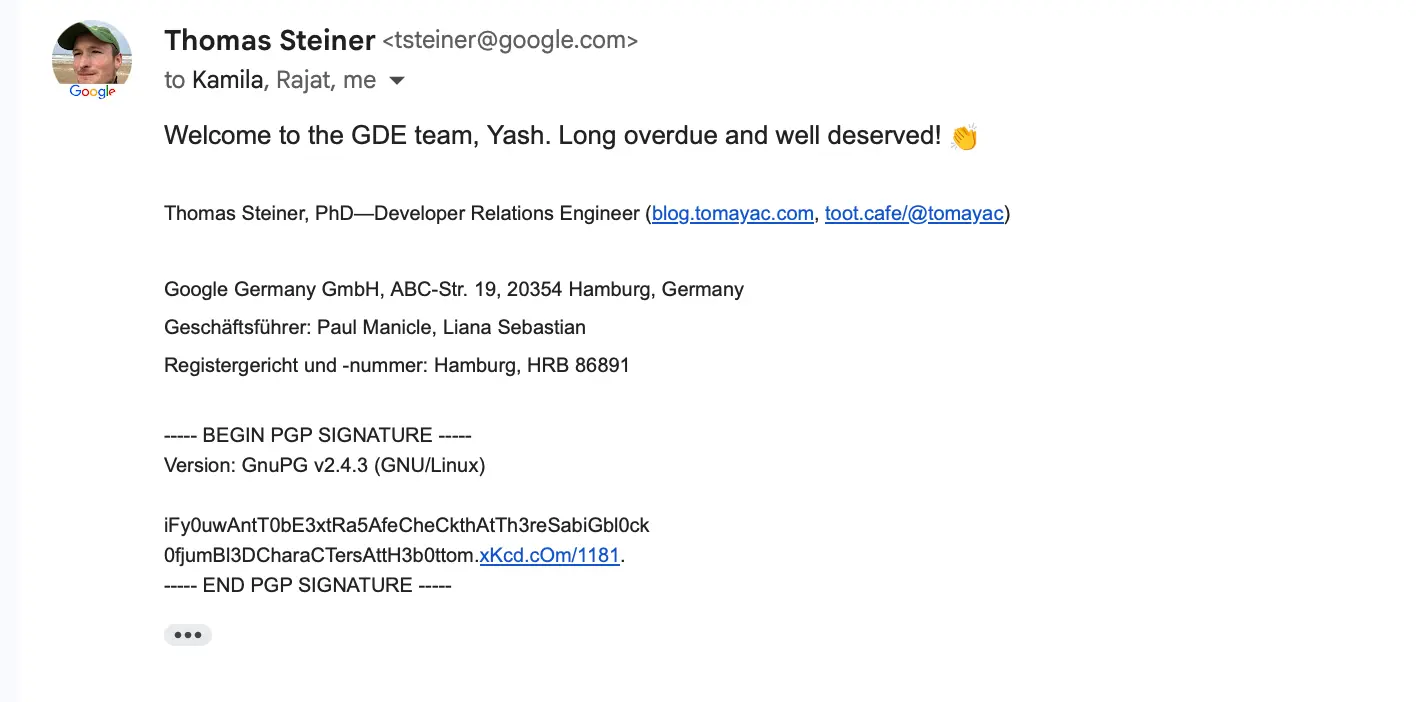 Thomas Steiner <tsteiner@google.com>
Google
to Kamila, Rajat, me
Welcome to the GDE team, Yash. Long overdue and well deserved! 👏
Thomas Steiner, PhD—Developer Relations Engineer (blog.tomayac.com, toot.cafe/@tomayac)
Google Germany GmbH, ABC-Str. 19, 20354 Hamburg, Germany
Geschäftsführer: Paul Manicle, Liana Sebastian
Registergericht und -nummer: Hamburg, HRB 86891
----- BEGIN PGP SIGNATURE -----
Version: GnuPG v2.4.3 (GNU/Linux)
iFy0uwAntT0bE3xtRa5AfeCheCkthAtTh3reSabiGbl0ck
0fjumBl3DCharaCTersAttH3b0ttom.xKcd.cOm/1181.
----- END PGP SIGNATURE -----